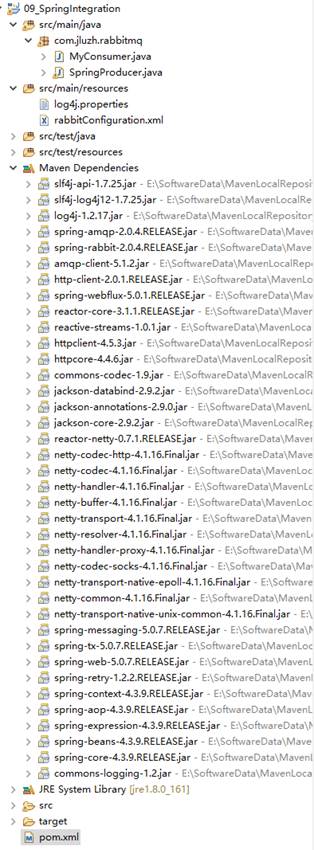 09_SpringIntegration
src/main/java
com.jluzh.rabbitmq
MyConsumer.java
SpringProducer.java
src/main/resources
log4j.properties
rabbitConfiguration.xml
src/test/java
src/test/resources
Maven Dependencies
slf4j-api-1.7.25.jar - E:\SoftwareData\MavenLocalReposi
slf4j-log4j12-1.7.25.jar - E:\SoftwareData\MavenLocalRe
log4j-1.2.17.jar - E:\SoftwareData\MavenLocalRepository
spring-amqp-2.0.4.RELEASE.jar - E:\SoftwareData\Maven
spring-rabbit-2.0.4.RELEASE.jar - E:\SoftwareData\Maven
amqp-client-5.1.2.jar - E:\SoftwareData\MavenLocalRep
http-client-2.0.1.RELEASE.jar - E:\SoftwareData\MavenLo
spring-webflux-5.0.1.RELEASE.jar - E:\SoftwareData\Mav
reactor-core-3.1.1.RELEASE.jar - E:\SoftwareData\Maven
reactive-streams-1.0.1.jar - E:\SoftwareData\MavenLoca
httpclient-4.5.3.jar - E:\SoftwareData\MavenLocalReposi
httpcore-4.4.6.jar - E:\SoftwareData\MavenLocalReposit
commons-codec-1.9.jar - E:\SoftwareData\MavenLocalR
jackson-databind-2.9.2.jar - E:\SoftwareData\MavenLoca
jackson-annotations-2.9.0.jar - E:\SoftwareData\MavenL
jackson-core-2.9.2.jar - E:\SoftwareData\MavenLocalRep
reactor-netty-0.7.1.RELEASE.jar - E:\SoftwareData\Mave
netty-codec-http-4.1.16.Final.jar - E:\SoftwareData\Mav
netty-codec-4.1.16.Final.jar - E:\SoftwareData\MavenLo
netty-handler-4.1.16.Final.jar - E:\SoftwareData\Maven
netty-buffer-4.1.16.Final.jar - E:\SoftwareData\MavenL
netty-transport-4.1.16.Final.jar - E:\SoftwareData\Mave
netty-resolver-4.1.16.Final.jar - E:\SoftwareData\Maven
netty-handler-proxy-4.1.16.Final.jar - E:\SoftwareData\
netty-codec-socks-4.1.16.Final.jar - E:\SoftwareData\M
netty-transport-native-epoll-4.1.16.Final.jar - E:\Softwa
netty-common-4.1.16.Final.jar - E:\SoftwareData\Mave
netty-transport-native-unix-common-4.1.16.Final.jar - E
spring-messaging-5.0.7.RELEASE.jar - E:\SoftwareData\
spring-tx-5.0.7.RELEASE.jar - E:\SoftwareData\MavenLo
spring-web-5.0.7.RELEASE.jar - E:\SoftwareData\Maven
spring-retry-1.2.2.RELEASE.jar - E:\SoftwareData\Maven
spring-context-4.3.9.RELEASE.jar - E:\SoftwareData\Mav
spring-aop-4.3.9.RELEASE.jar - E:\SoftwareData\Maven
spring-expression-4.3.9.RELEASE.jar - E:\SoftwareData\
spring-beans-4.3.9.RELEASE.jar - E:\SoftwareData\Mave
spring-core-4.3.9.RELEASE.jar - E:\SoftwareData\Maven
commons-logging-1.2.jar - E:\SoftwareData\MavenLoca
JRE System Library [jre1.8.0_161]
src
target
pom.xml